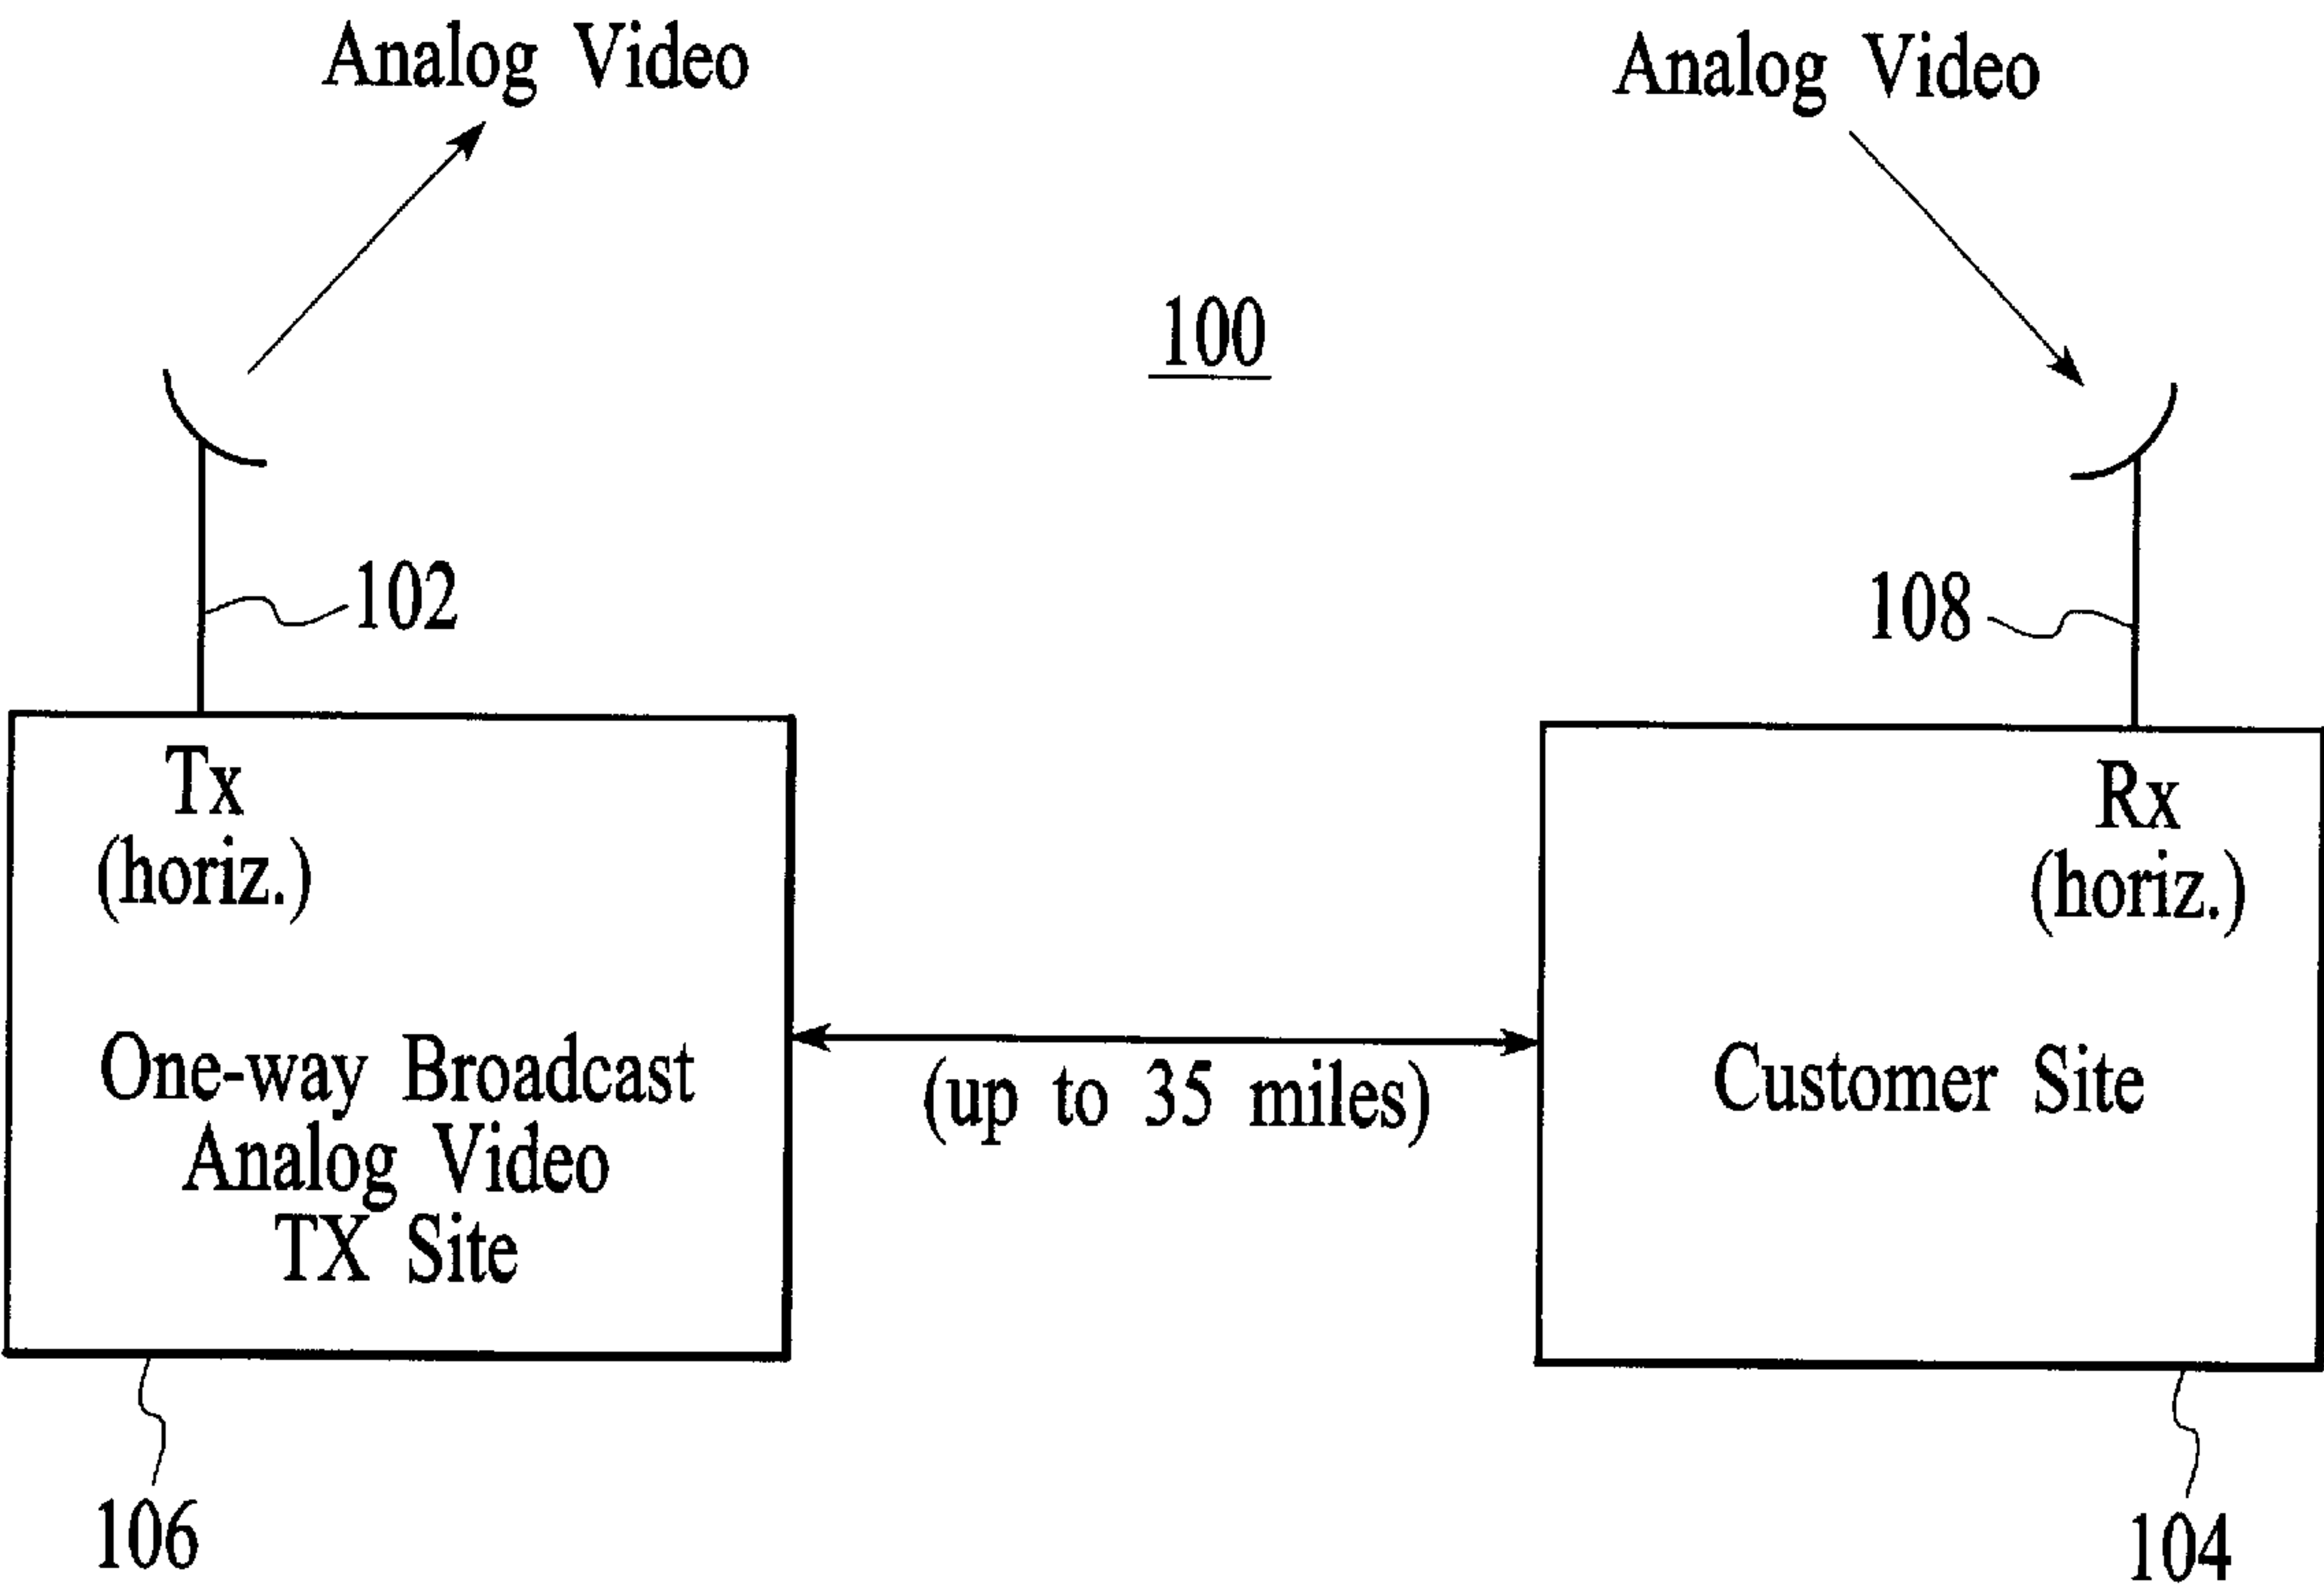 Analog Video
Analog Video
100
102
108
Tx
(horiz.)
Rx
(horiz.)
One-way Broadcast
Analog Video
TX Site
(up to 35 miles)
Customer Site
106
104